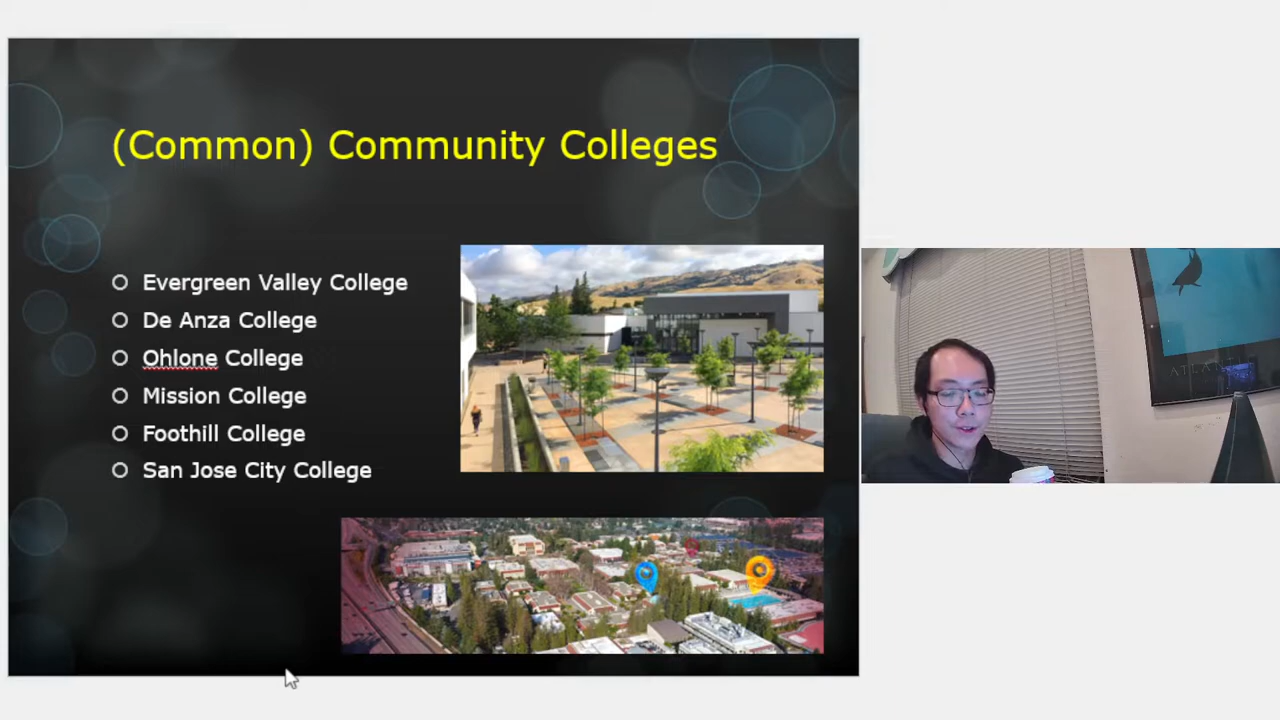 (Common) Community Colleges
Evergreen Valley College
De Anza College
Ohlone College
Mission College
Foothill College
San Jose City College
ATLA